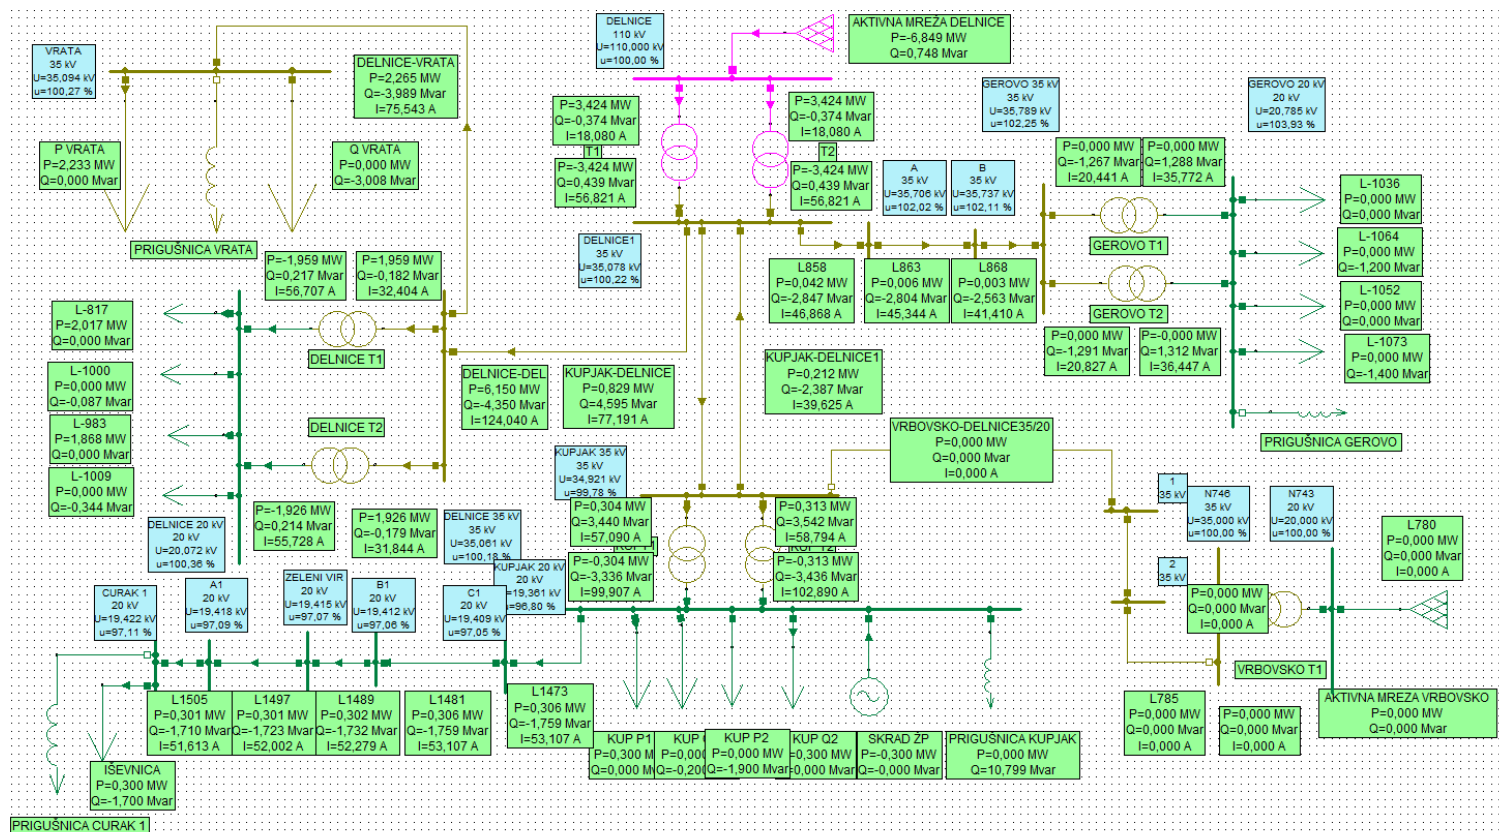 VRATA
35 kV
U=35,094 kV
u=100,27 %
DELNICE-VRATA
P=2,265 MW
Q=-3,989 Mvar
I=75,543 A
P VRATA
P=2,233 MW
Q=0,000 Mvar
Q VRATA
P=0,000 MW
Q=-3,008 Mvar
PRIGUŠNICA VRATA
DELNICE
110 kV
U=110,000 kV
u=100,00 %
AKTIVNA MREŽA DELNICE
P=-6,849 MW
Q=0,748 Mvar
P=3,424 MW
Q=-0,374 Mvar
I=18,080 A
T1
P=-3,424 MW
Q=0,439 Mvar
I=56,821 A
P=3,424 MW
Q=-0,374 Mvar
I=18,080 A
T2
P=-3,424 MW
Q=0,439 Mvar
I=56,821 A
DELNICE1
35 kV
U=35,078 kV
u=100,22 %
A
35 kV
U=35,706 kV
u=102,02 %
B
35 kV
U=35,737 kV
u=102,11 %
GEROVO 35 kV
35 kV
U=35,789 kV
u=102,25 %
GEROVO 20 kV
20 kV
U=20,785 kV
u=103,93 %
P=0,000 MW
Q=-1,267 Mvar
I=20,441 A
P=0,000 MW
Q=1,288 Mvar
I=35,772 A
GEROVO T1
GEROVO T2
P=0,000 MW
Q=-1,291 Mvar
I=20,827 A
P=-0,000 MW
Q=1,312 Mvar
I=36,447 A
L-1036
P=0,000 MW
Q=0,000 Mvar
L-1064
P=0,000 MW
Q=-1,200 Mvar
L-1052
P=0,000 MW
Q=0,000 Mvar
L-1073
P=0,000 MW
Q=-1,400 Mvar
PRIGUŠNICA GEROVO
L858
P=0,042 MW
Q=-2,847 Mvar
I=46,868 A
L863
P=0,006 MW
Q=-2,804 Mvar
I=45,344 A
L868
P=0,003 MW
Q=-2,563 Mvar
I=41,410 A
P=-1,959 MW
Q=0,217 Mvar
I=56,707 A
P=1,959 MW
Q=-0,182 Mvar
I=32,404 A
L-817
P=2,017 MW
Q=0,000 Mvar
L-1000
P=0,000 MW
Q=-0,087 Mvar
L-983
P=1,868 MW
Q=0,000 Mvar
L-1009
P=0,000 MW
Q=-0,344 Mvar
DELNICE T1
DELNICE T2
DELNICE-DEL
P=6,150 MW
Q=-4,350 Mvar
I=124,040 A
KUPJAK-DELNICE
P=0,829 MW
Q=4,595 Mvar
I=77,191 A
KUPJAK-DELNICE1
P=0,212 MW
Q=-2,387 Mvar
I=39,625 A
VRBOVSKO-DELNICE35/20
P=0,000 MW
Q=0,000 Mvar
I=0,000 A
P=-1,926 MW
Q=0,214 Mvar
I=55,728 A
P=1,926 MW
Q=-0,179 Mvar
I=31,844 A
DELNICE 20 kV
20 kV
U=20,072 kV
u=100,36 %
DELNICE 35 kV
35 kV
U=35,061 kV
u=100,18 %
KUPJAK 35 kV
35 kV
U=34,921 kV
u=99,78 %
P=0,304 MW
Q=3,440 Mvar
I=57,090 A
P=-0,304 MW
Q=-3,336 Mvar
I=99,907 A
P=0,313 MW
Q=3,542 Mvar
I=58,794 A
P=-0,313 MW
Q=-3,436 Mvar
I=102,890 A
KUPJAK 20 kV
20 kV
U=19,361 kV
u=96,80 %
CURAK 1
20 kV
U=19,422 kV
u=97,11 %
A1
20 kV
U=19,418 kV
u=97,09 %
ZELENI VIR
20 kV
U=19,415 kV
u=97,07 %
B1
20 kV
U=19,412 kV
u=97,06 %
C1
20 kV
U=19,409 kV
u=97,05 %
L1505
P=0,301 MW
Q=-1,710 Mvar
I=51,613 A
L1497
P=0,301 MW
Q=-1,723 Mvar
I=52,002 A
L1489
P=0,302 MW
Q=-1,732 Mvar
I=52,279 A
L1481
P=0,306 MW
Q=-1,759 Mvar
I=53,107 A
L1473
P=0,306 MW
Q=-1,759 Mvar
I=53,107 A
IŠEVNICA
P=0,300 MW
Q=-1,700 Mvar
PRIGUŠNICA CURAK 1
KUP P1
P=0,300 M
Q=0,000 M
KUP
P=0,00
Q=-0,20
KUP P2
P=0,000 MW
Q=-1,900 Mvar
KUP Q2
0,300 MW
0,000 Mvar
SKRAD ŽP
P=-0,300 MW
Q=-0,000 Mvar
PRIGUŠNICA KUPJAK
P=0,000 MW
Q=10,799 Mvar
1
35 kV
2
35 kV
N746
35 kV
U=35,000 kV
u=100,00 %
N743
20 kV
U=20,000 kV
u=100,00 %
L780
P=0,000 MW
Q=0,000 Mvar
I=0,000 A
P=0,000 MW
Q=0,000 Mvar
I=0,000 A
VRBOVSKO T1
L785
P=0,000 MW
Q=0,000 Mvar
I=0,000 A
P=0,000 MW
Q=0,000 Mvar
I=0,000 A
AKTIVNA MREZA VRBOVSKO
P=0,000 MW
Q=0,000 Mvar